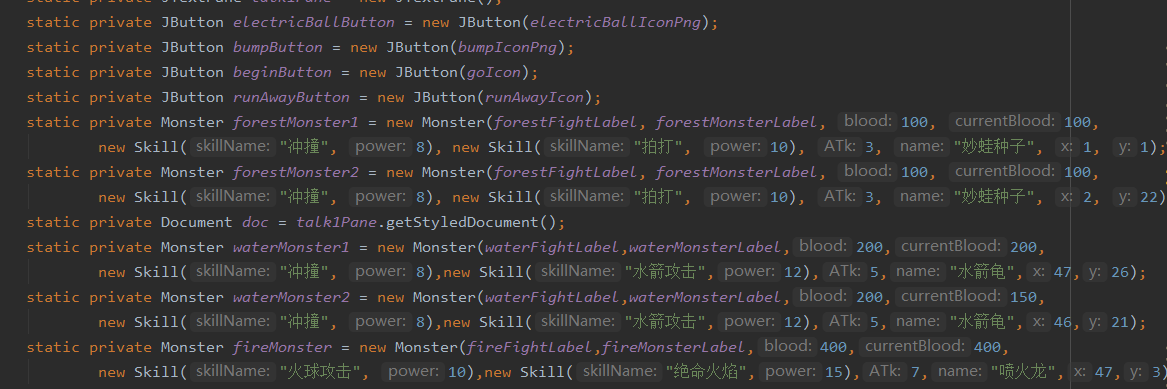 static private JButton electricBallButton = new JButton(electricBallIconPng);
static private JButton bumpButton = new JButton(bumpIconPng);
static private JButton beginButton = new JButton(goIcon);
static private JButton runAwayButton = new JButton(runAwayIcon);
static private Monster forestMonster1 = new Monster(forestFightLabel, forestMonsterLabel, blood: 100, currentBlood: 100,
new Skill( skillName: "冲撞", power: 8), new Skill( skillName: "拍打", power: 10), ATk: 3, name: "妙蛙种子", x: 1, y: 1);
static private Monster forestMonster2 = new Monster(forestFightLabel, forestMonsterLabel, blood: 100, currentBlood: 100,
new Skill( skillName: "冲撞", power: 8), new Skill( skillName: "拍打", power: 10), ATk: 3, name: "妙蛙种子", x: 2, y: 22)
static private Document doc = talk1Pane.getStyledDocument();
static private Monster waterMonster1 = new Monster(waterFightLabel,waterMonsterLabel, blood: 200, currentBlood: 200,
new Skill( skillName: "冲撞", power: 8),new Skill( skillName: "水箭攻击", power: 12), ATk: 5, name: "水箭龟", x: 47, y: 26);
static private Monster waterMonster2 = new Monster(waterFightLabel,waterMonsterLabel, blood: 200, currentBlood: 150,
new Skill( skillName: "冲撞", power: 8),new Skill( skillName: "水箭攻击", power: 12), ATk: 5, name: "水箭龟", x: 46, y: 21);
static private Monster fireMonster = new Monster(fireFightLabel,fireMonsterLabel, blood: 400, currentBlood: 400,
new Skill( skillName: "火球攻击", power: 10),new Skill( skillName: "绝命火焰", power: 15), ATk: 7, name: "喷火龙", x: 47, y: 3)